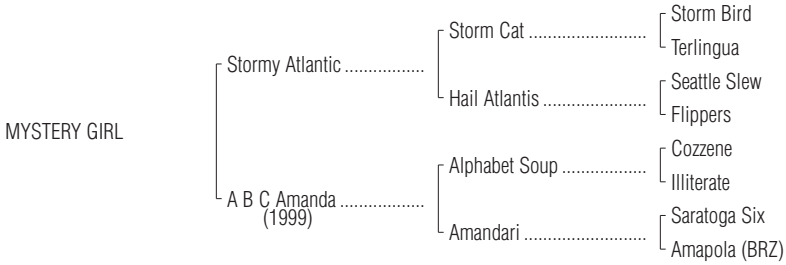 Storm Bird
Storm Cat ........................
Terlingua
Stormy Atlantic .................
Seattle Slew
Hail Atlantis .....................
Flippers
MYSTERY GIRL
Cozzene
Alphabet Soup .................
Illiterate
A B C Amanda ..................
(1999)
Saratoga Six
Amandari .........................
Amapola (BRZ)